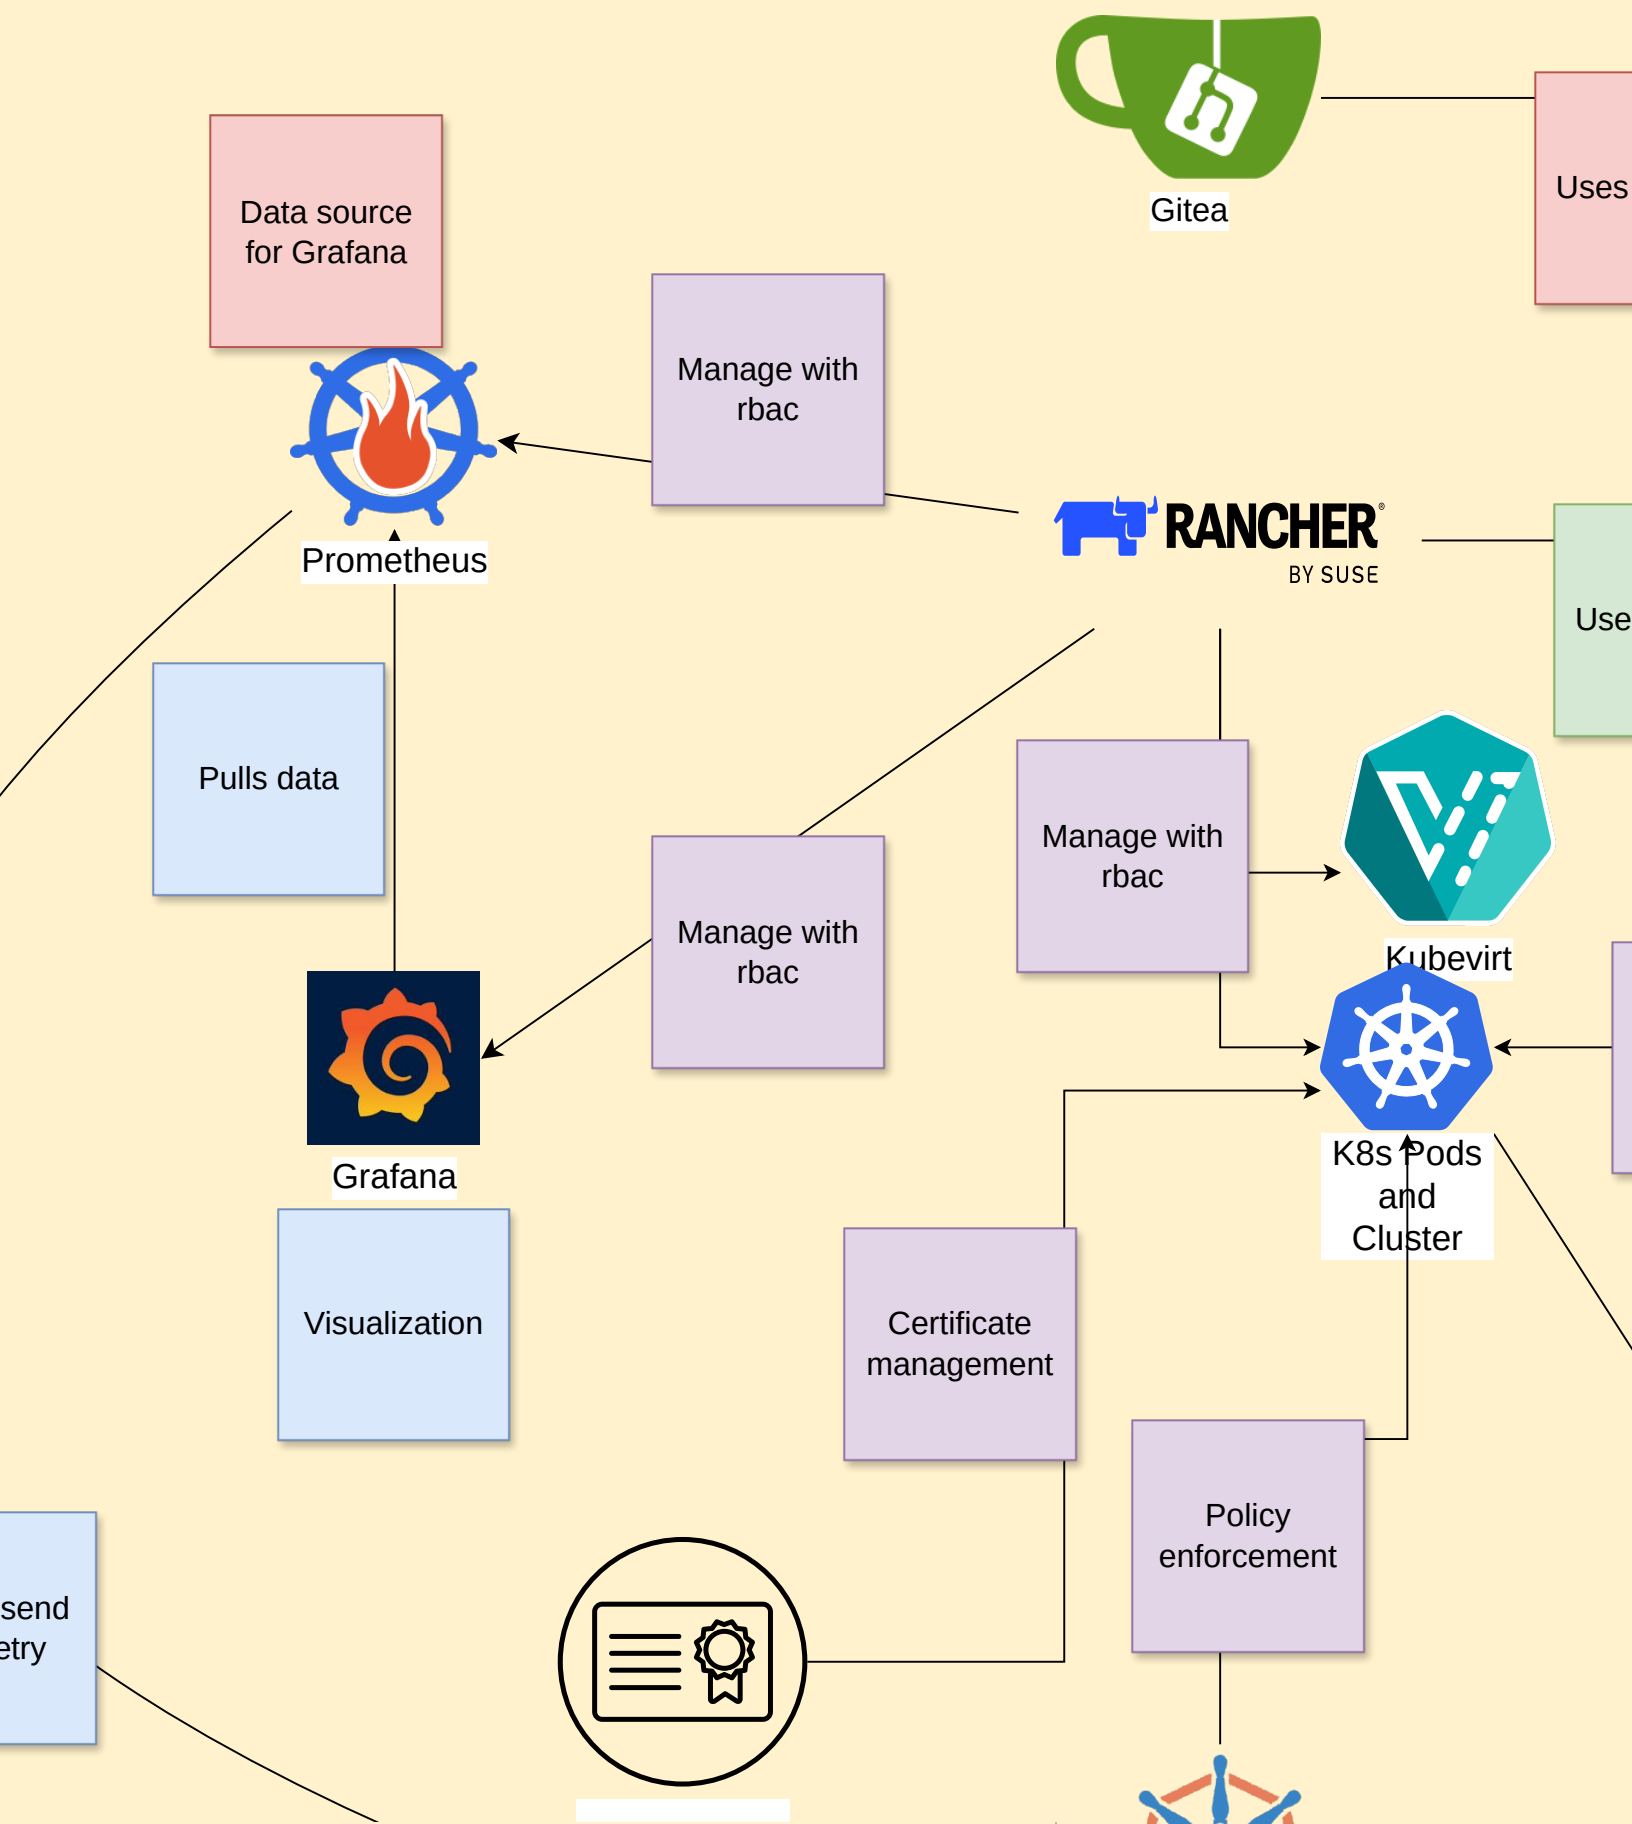 Gitea
Uses
Data source
for Grafana
Manage with
rbac
RANCHER®
BY SUSE
Prometheus
Use
Pulls data
Manage with
rbac
Manage with
rbac
Kubevirt
K8s Pods
and
Cluster
Grafana
Visualization
Certificate
management
Policy
enforcement
send
etry